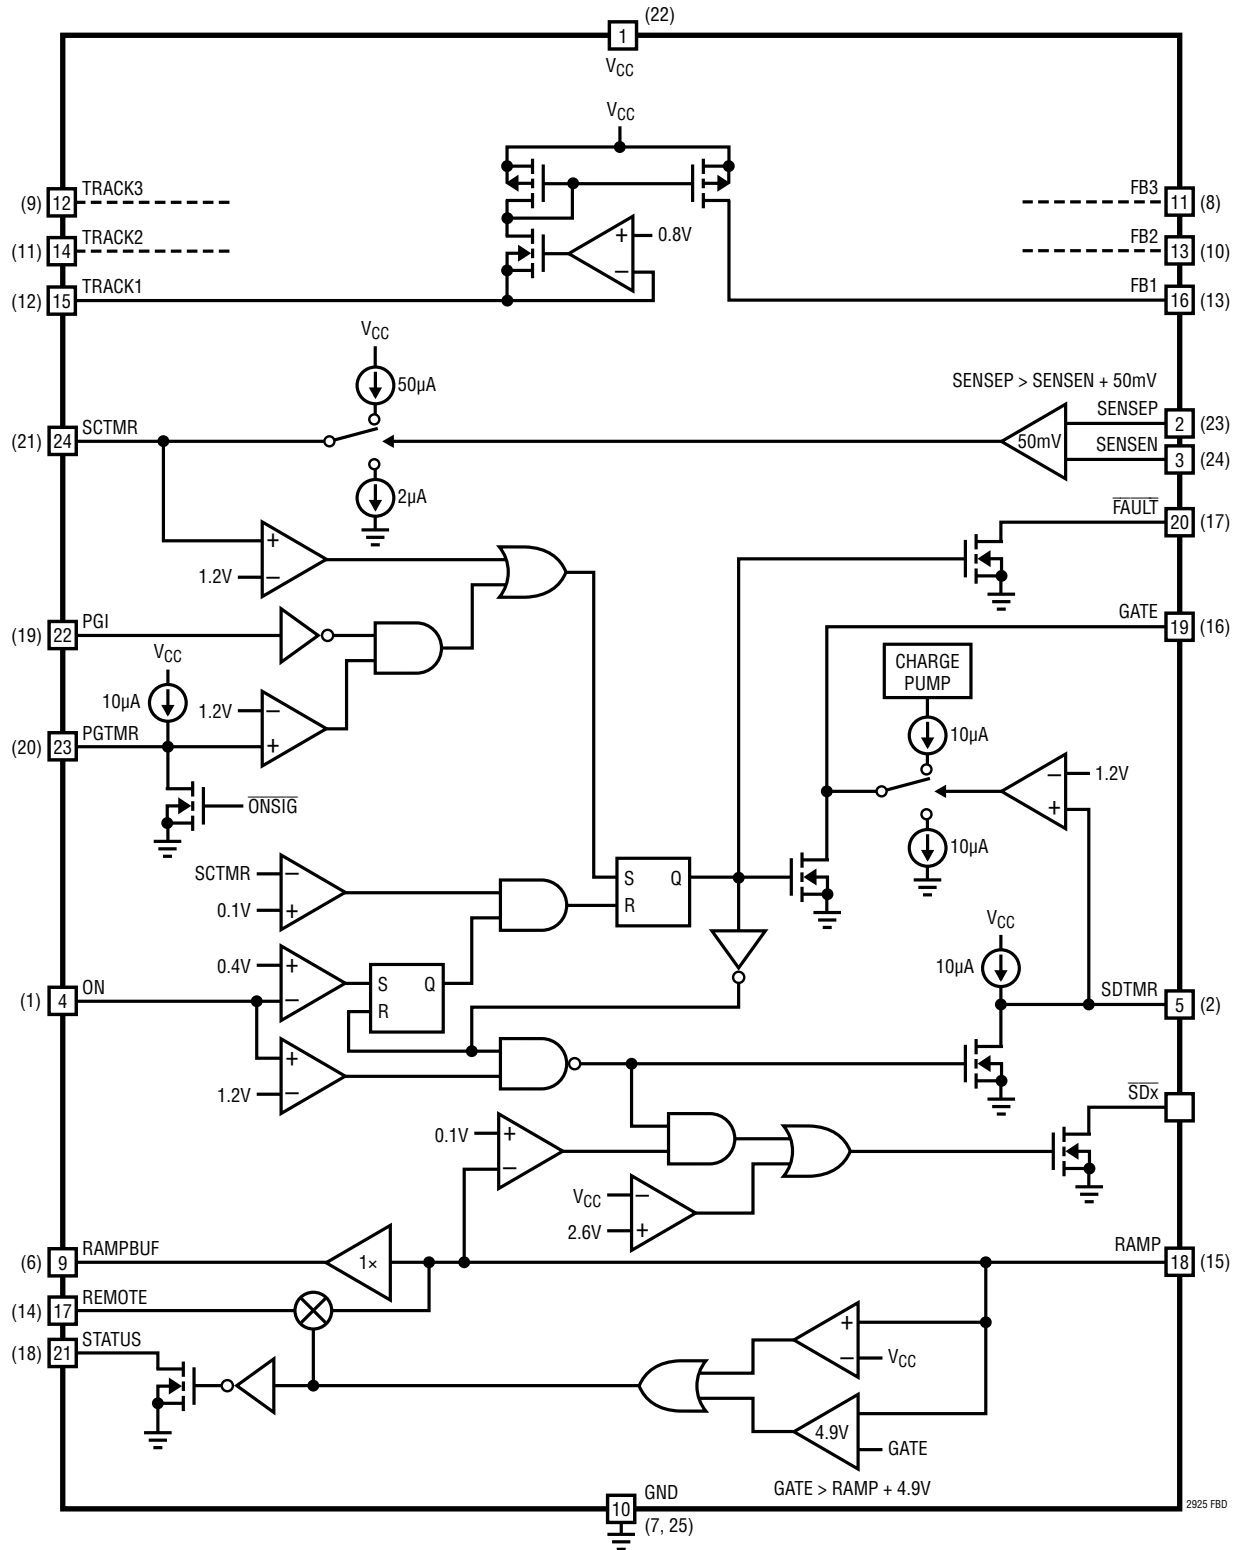 (22)
1
VCC
VCC
TRACK3
(9) 12
TRACK2
(11) 14
TRACK1
(12) 15
+ 0.8V
−
FB3
11 (8)
FB2
13 (10)
FB1
16 (13)
VCC
50µA
SENSEP > SENSEN + 50mV
SCTMR
(21) 24
50mV
SENSEP
2 (23)
SENSEN
3 (24)
2µA
FAULT
20 (17)
+
1.2V −
PGI
(19) 22
GATE
19 (16)
VCC
10µA
1.2V −
+
PGTMR
(20) 23
ONSIG
CHARGE
PUMP
10µA
− 1.2V
+
10µA
SCTMR −
0.1V +
S Q
R
0.4V +
−
ON
(1) 4
S Q
R
+
1.2V −
VCC
10µA
SDTMR
5 (2)
SDx
0.1V +
−
VCC −
2.6V +
RAMPBUF
(6) 9
1×
RAMP
18 (15)
REMOTE
(14) 17
STATUS
(18) 21
+
− VCC
4.9V
GATE
GATE > RAMP + 4.9V
10
GND
(7, 25)
2925 FBD